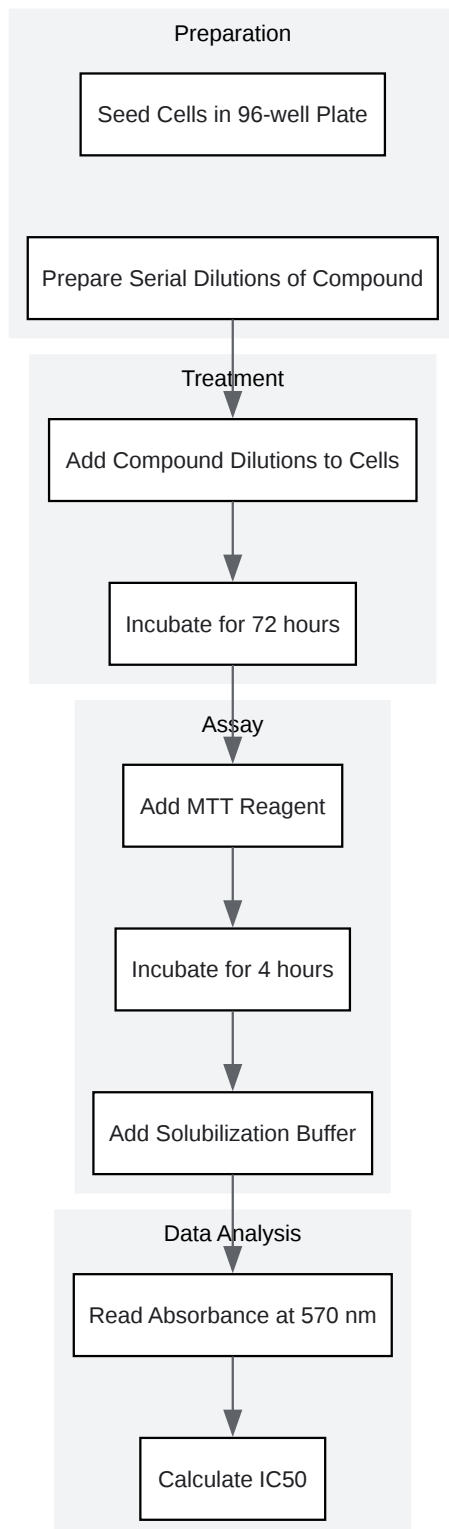 Preparation
Seed Cells in 96-well Plate
Prepare Serial Dilutions of Compound
Treatment
Add Compound Dilutions to Cells
Incubate for 72 hours
Assay
Add MTT Reagent
Incubate for 4 hours
Add Solubilization Buffer
Data Analysis
Read Absorbance at 570 nm
Calculate IC50